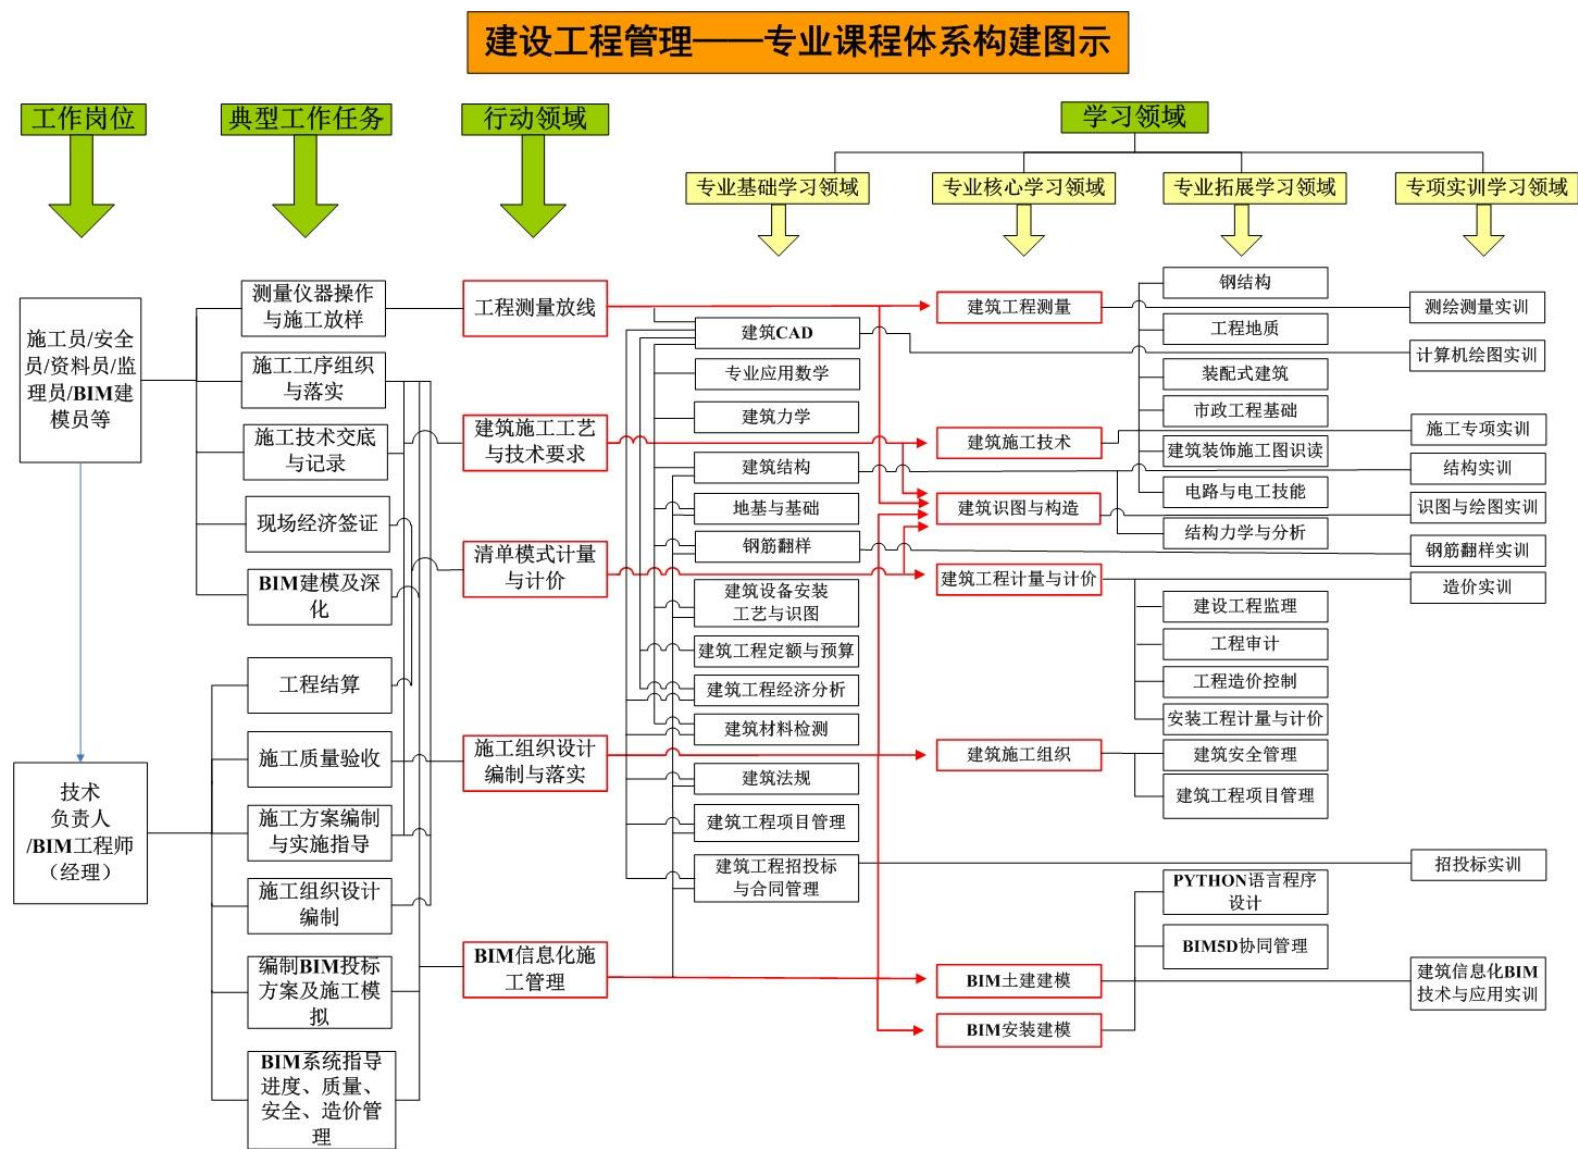 建设工程管理——专业课程体系构建图示
工作岗位
典型工作任务
行动领域
学习领域
专业基础学习领域
专业核心学习领域
专业拓展学习领域
专项实训学习领域
施工员/安全
员/资料员/监
理员/BIM建
模员等
技术
负责人
/BIM工程师
（经理）
测量仪器操作
与施工放样
施工工序组织
与落实
施工技术交底
与记录
现场经济签证
BIM建模及深
化
工程结算
施工质量验收
施工方案编制
与实施指导
施工组织设计
编制
编制BIM投标
方案及施工模
拟
BIM系统指导
进度、质量、
安全、造价管
理
工程测量放线
建筑施工工艺
与技术要求
清单模式计量
与计价
施工组织设计
编制与落实
BIM信息化施
工管理
建筑CAD
专业应用数学
建筑力学
建筑结构
地基与基础
钢筋翻样
建筑设备安装
工艺与识图
建筑工程定额与预算
建筑工程经济分析
建筑材料检测
建筑法规
建筑工程项目管理
建筑工程招投标
与合同管理
建筑工程测量
建筑施工技术
建筑识图与构造
建筑工程计量与计价
建筑施工组织
BIM土建建模
BIM安装建模
钢结构
工程地质
装配式建筑
市政工程基础
建筑装饰施工图识读
电路与电工技能
结构力学与分析
建设工程监理
工程审计
工程造价控制
安装工程计量与计价
建筑安全管理
建筑工程项目管理
PYTHON语言程序
设计
BIM5D协同管理
测绘测量实训
计算机绘图实训
施工专项实训
结构实训
识图与绘图实训
钢筋翻样实训
造价实训
招投标实训
建筑信息化BIM
技术与应用实训